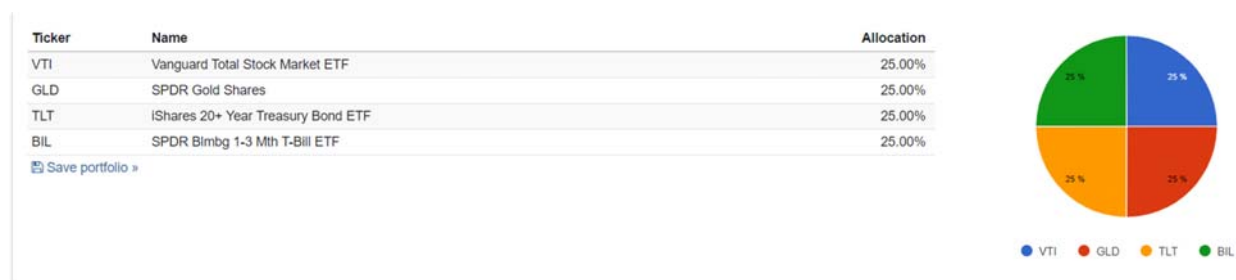 Ticker Name Allocation
VTI Vanguard Total Stock Market ETF 25.00%
GLD SPDR Gold Shares 25.00%
TLT iShares 20+ Year Treasury Bond ETF 25.00%
BIL SPDR Blmbg 1-3 Mth T-Bill ETF 25.00%
Save portfolio »
25 % 25 %
25 % 25 %
VTI GLD TLT BIL